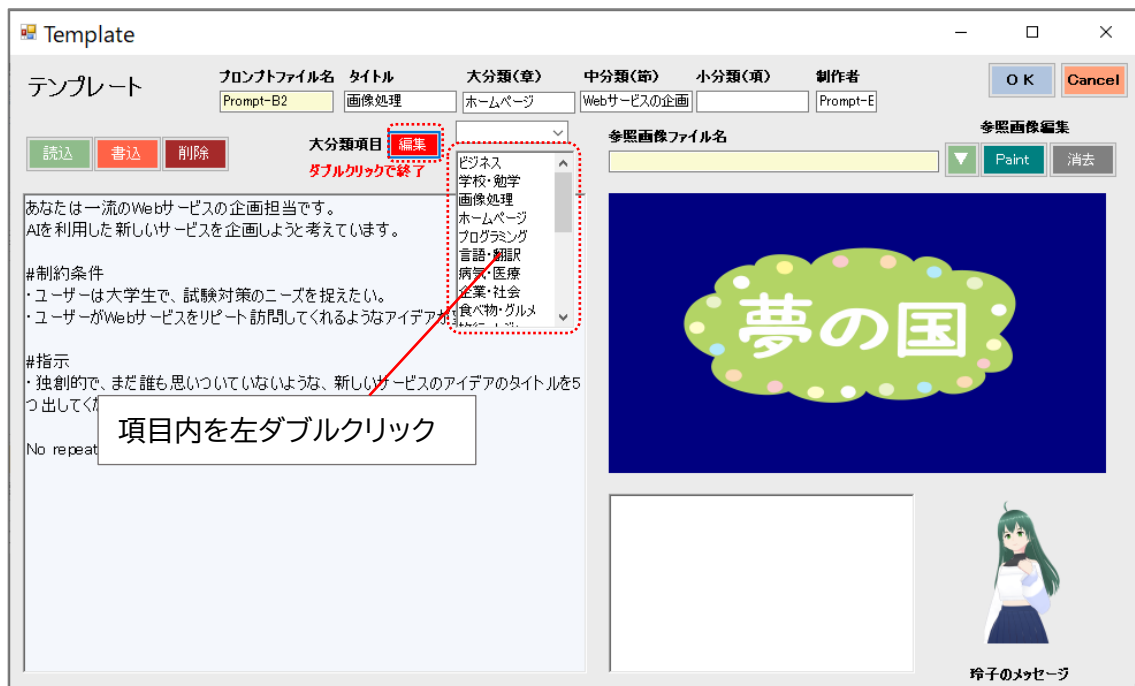 Template
テンプレート
プロンプトファイル名 タイトル 大分類(章) 中分類(節) 小分類(項) 制作者
Prompt-B2 画像処理 ホームページ Webサービスの企画 Prompt-E
OK Cancel
読込 書込 削除
大分類項目 編集
ダブルクリックで終了
ビジネス
学校・勉学
画像処理
ホームページ
プログラミング
言語・翻訳
病気・医療
企業・社会
食べ物・グルメ
参照画像ファイル名
参照画像編集
▼ Paint 消去
あなたは一流のWebサービスの企画担当です。
AIを利用した新しいサービスを企画しようと考えています。
#制約条件
・ユーザーは大学生で、試験対策のニーズを捉えたい。
・ユーザーがWebサービスをリピート訪問してくれるようなアイデアが
#指示
・独創的で、まだ誰も思いついていないような、新しいサービスのアイデアのタイトルを5
つ出してく
No repeat
項目内を左ダブルクリック
夢の国
玲子のメッセージ